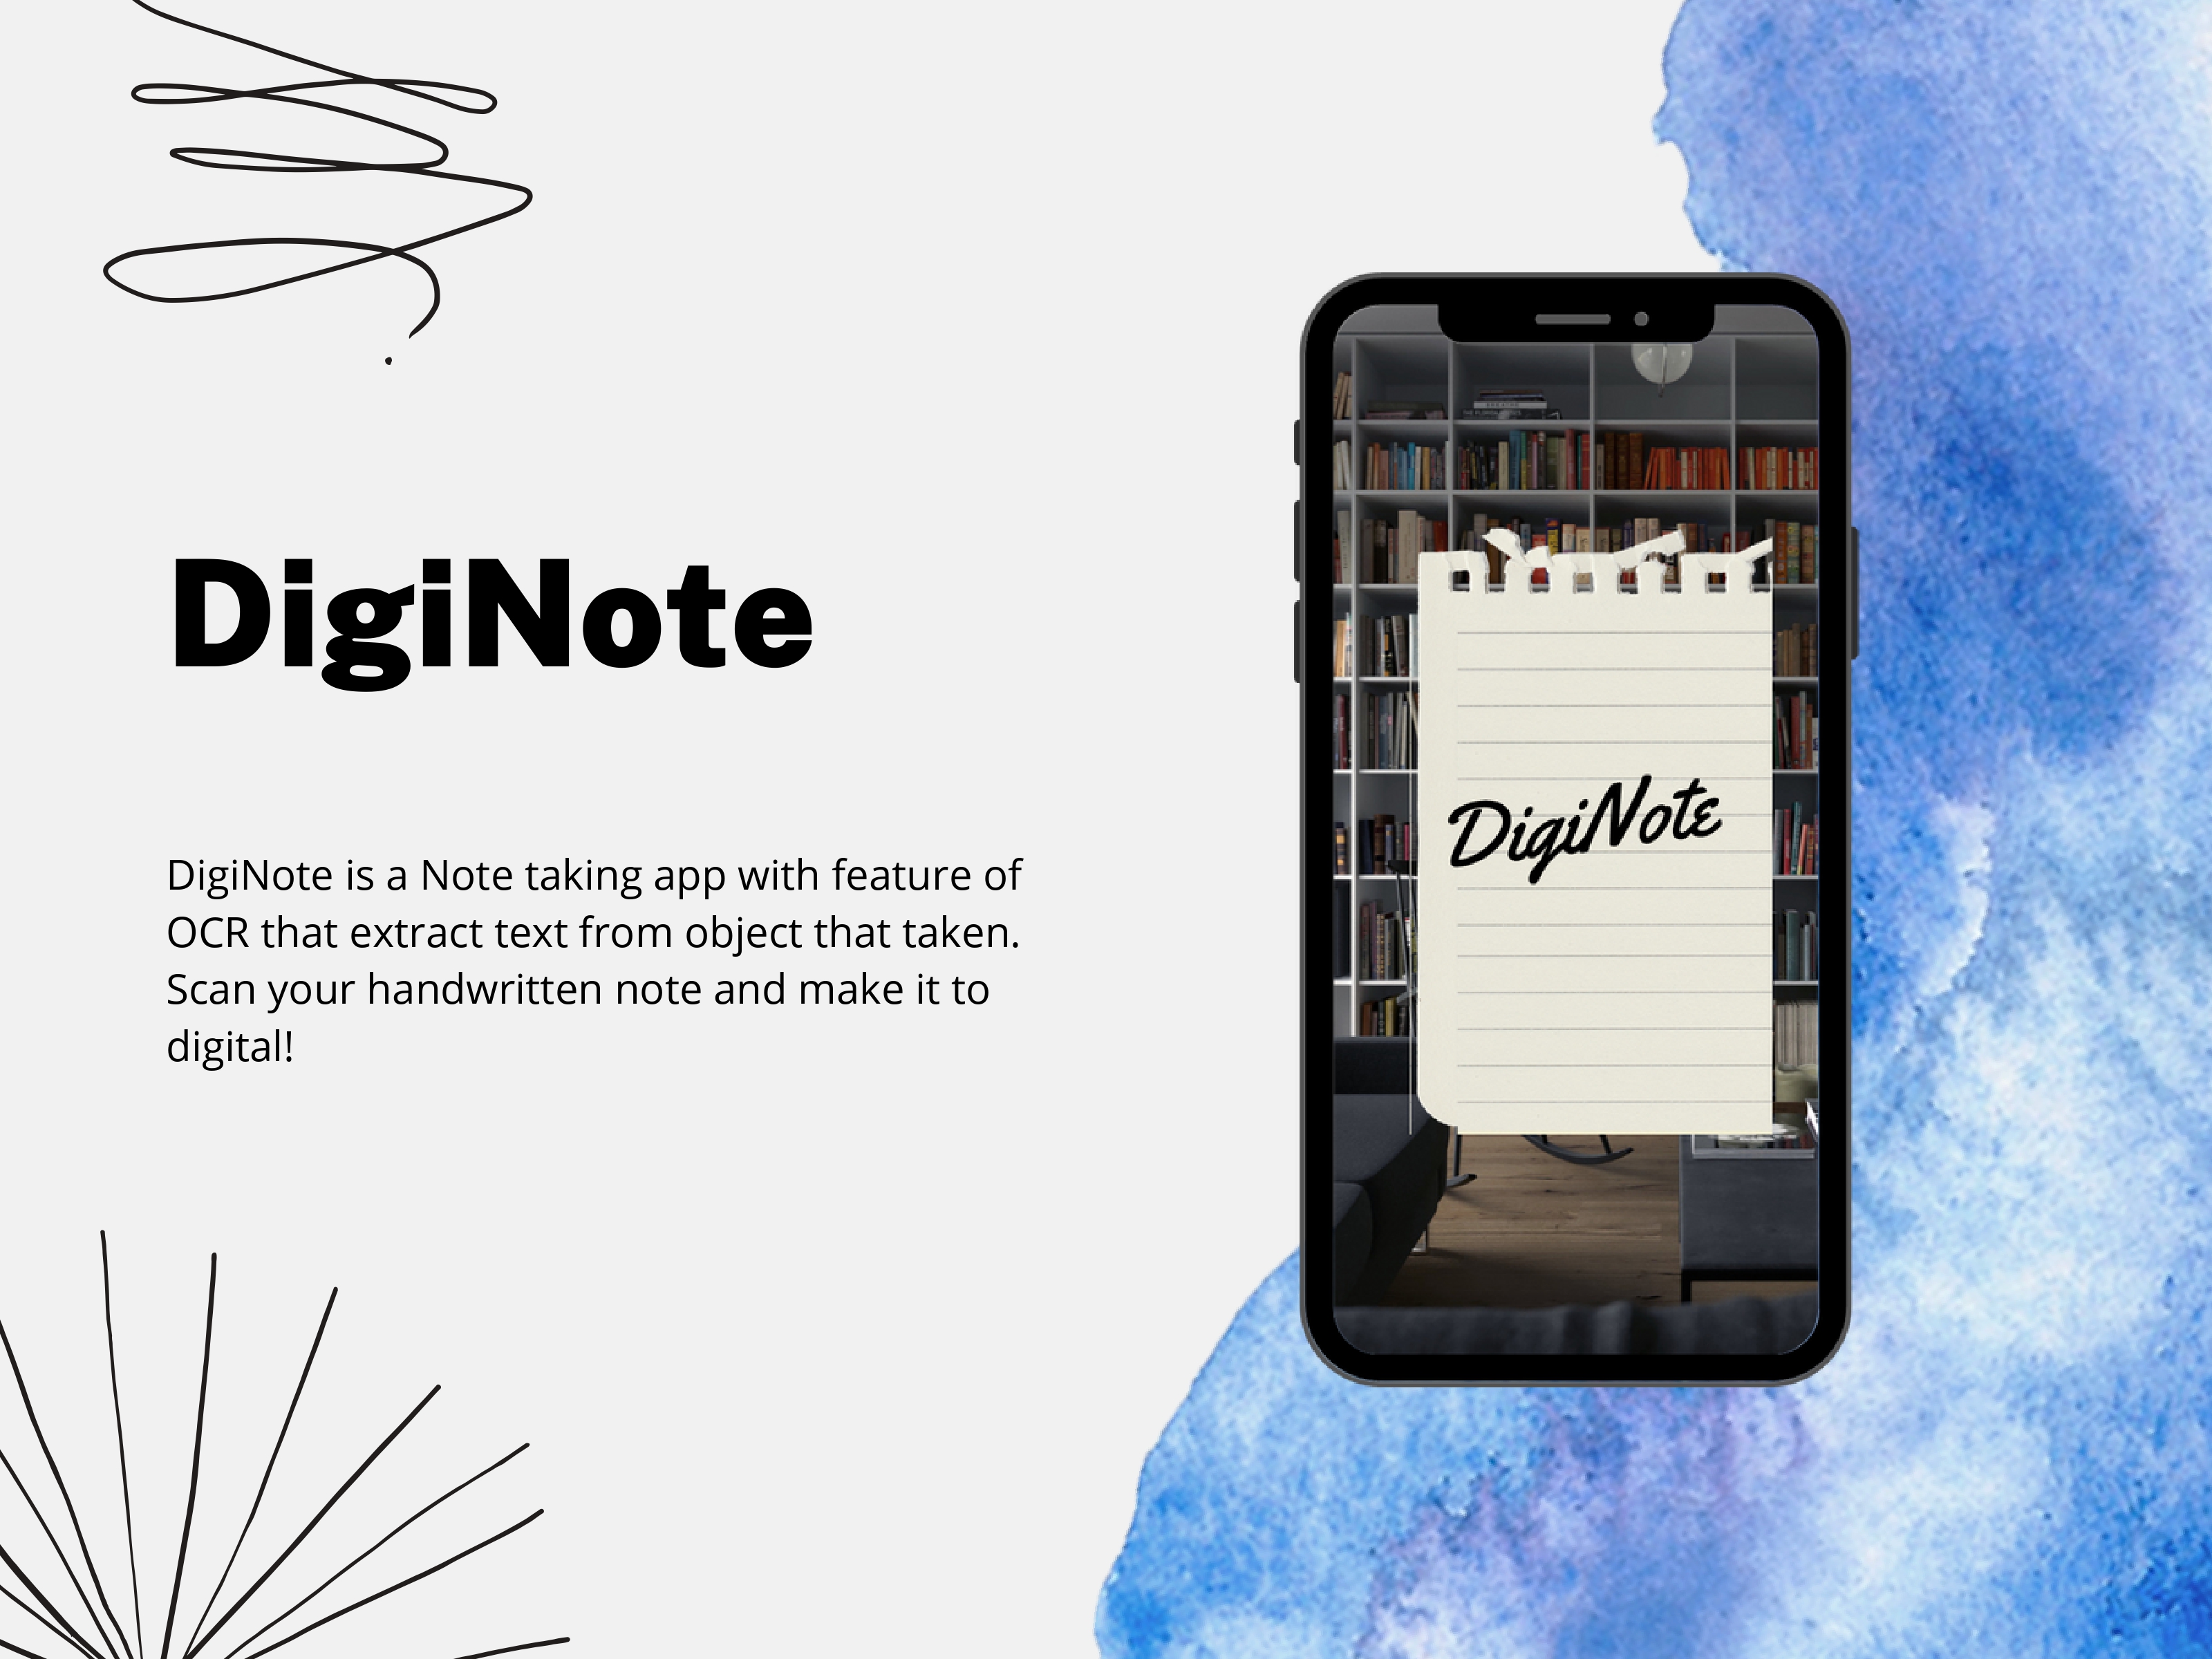 DigiNote
DigiNote is a Note taking app with feature of
OCR that extract text from object that taken.
Scan your handwritten note and make it to
digital!
DigiNote